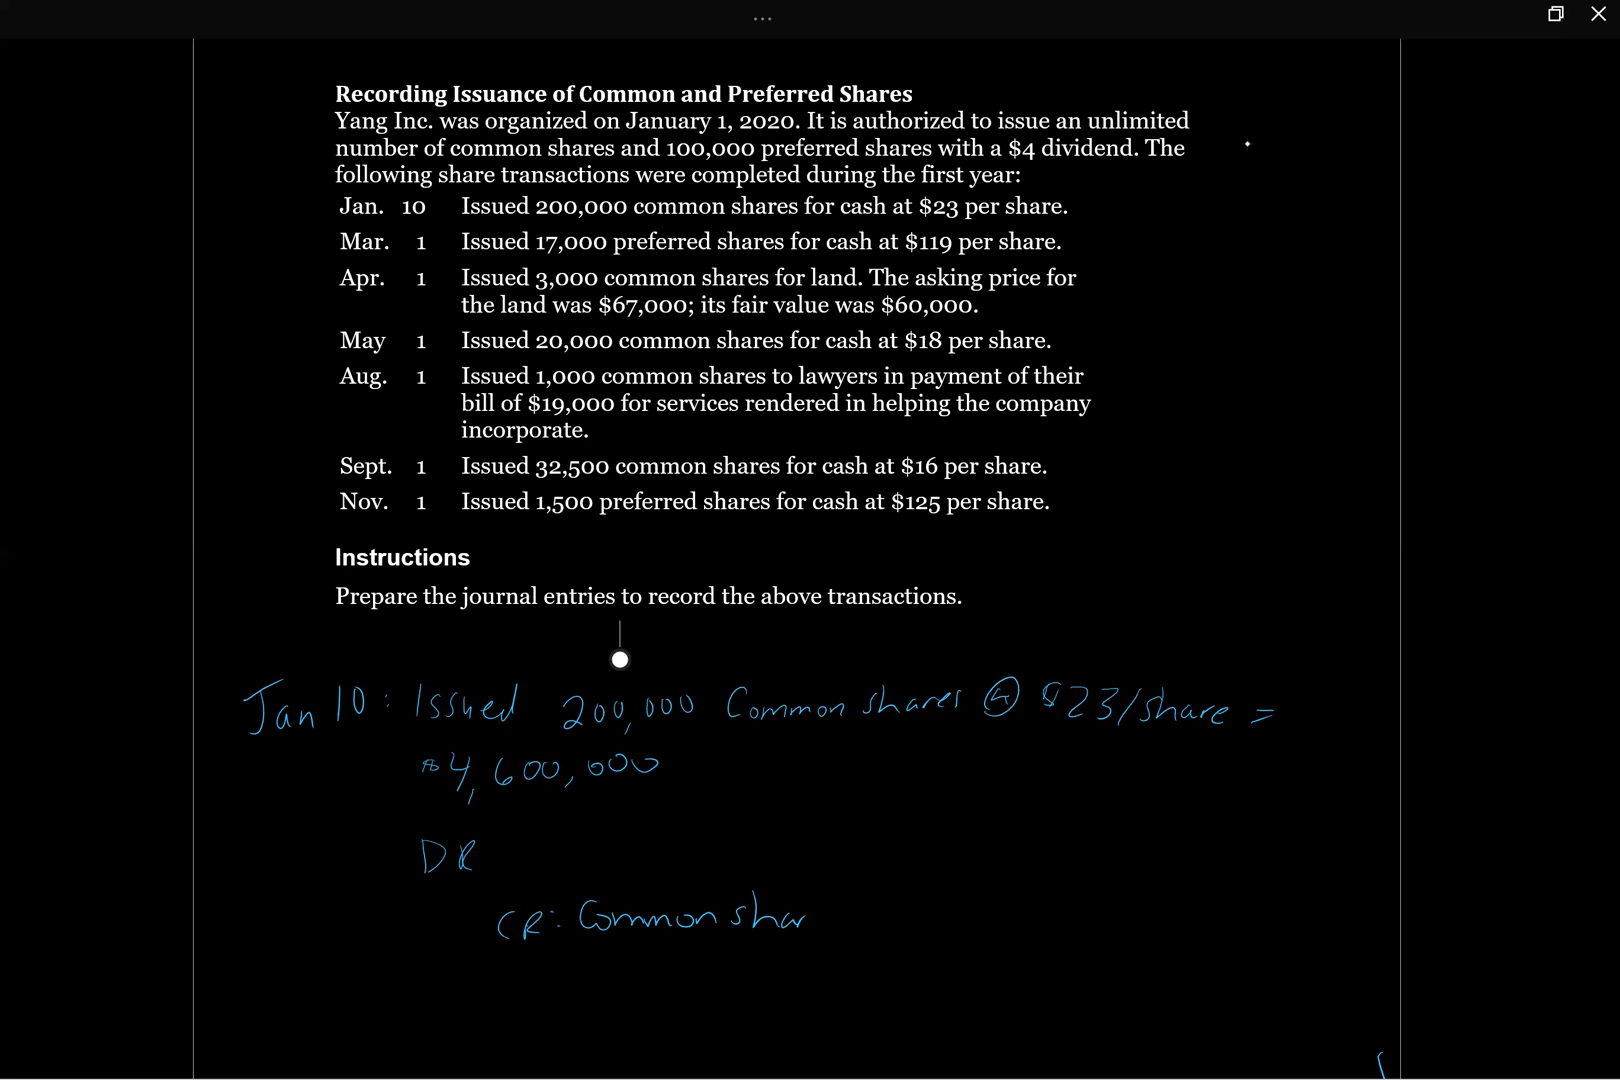 ...
Recording Issuance of Common and Preferred Shares
Yang Inc. was organized on January 1, 2020. It is authorized to issue an unlimited
number of common shares and 100,000 preferred shares with a $4 dividend. The
following share transactions were completed during the first year:
Jan. 10 Issued 200,000 common shares for cash at $23 per share.
Mar. 1 Issued 17,000 preferred shares for cash at $119 per share.
Apr. 1 Issued 3,000 common shares for land. The asking price for
the land was $67,000; its fair value was $60,000.
May 1 Issued 20,000 common shares for cash at $18 per share.
Aug. 1 Issued 1,000 common shares to lawyers in payment of their
bill of $19,000 for services rendered in helping the company
incorporate.
Sept. 1 Issued 32,500 common shares for cash at $16 per share.
Nov. 1 Issued 1,500 preferred shares for cash at $125 per share.
Instructions
Prepare the journal entries to record the above transactions.
Jan 10: Issued 200,000 Common shares @ $23/share =
$4,600,000
DR
CR: Common shar